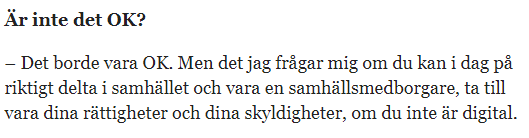 Är inte det OK?
– Det borde vara OK. Men det jag frågar mig om du kan i dag på
riktigt delta i samhället och vara en samhällsmedborgare, ta till
vara dina rättigheter och dina skyldigheter, om du inte är digital.